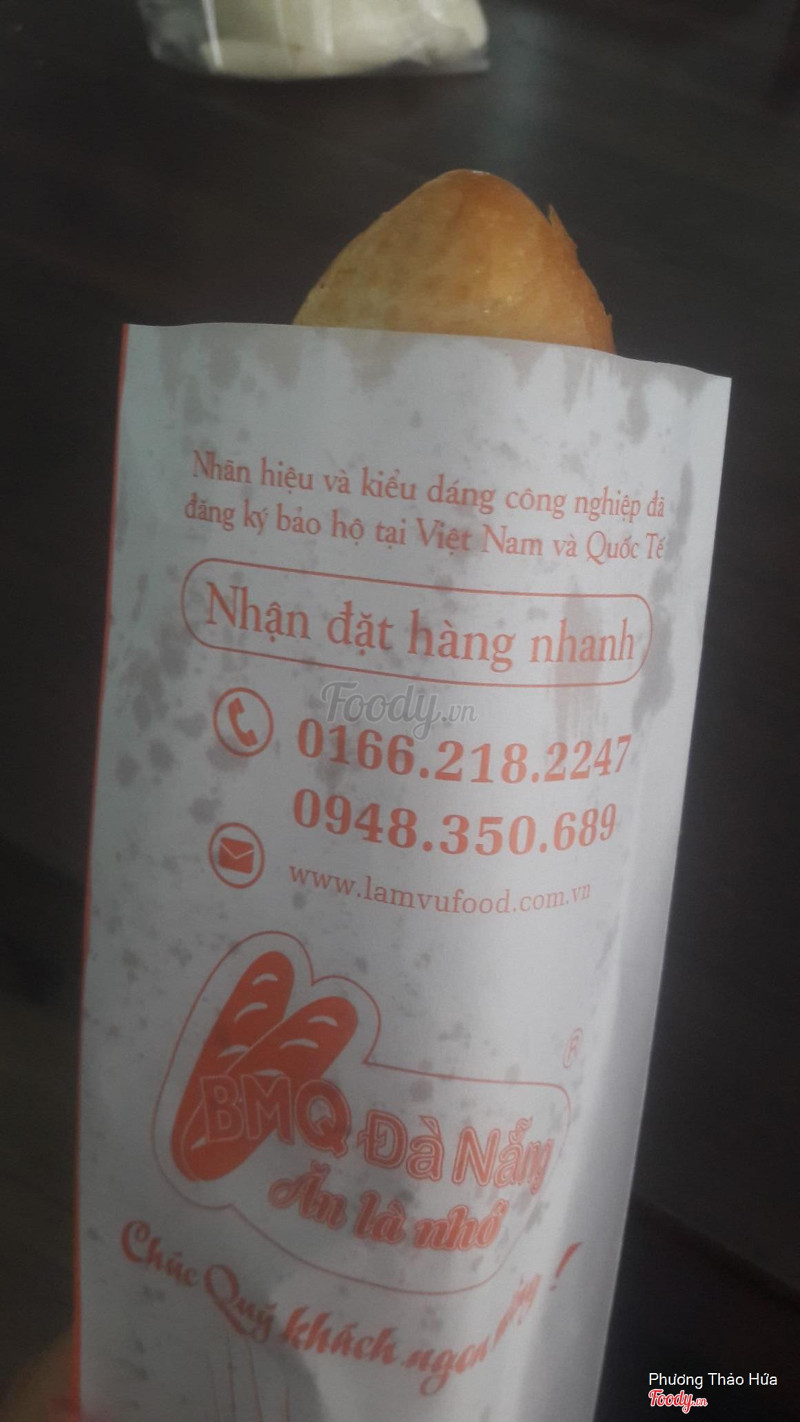 Nhãn hiệu và kiểu dáng công nghiệp đã
đăng ký bảo hộ tại Việt Nam và Quốc Tế
Nhận đặt hàng nhanh
Foody.vn
0166.218.2247
0948.350.689
www.lamvufood.com.vn
®
BMQ Đà Nẵng
Ăn là nhớ
Chúc Quý khách ngon miệng !
Phương Thảo Hứa
Foody.vn